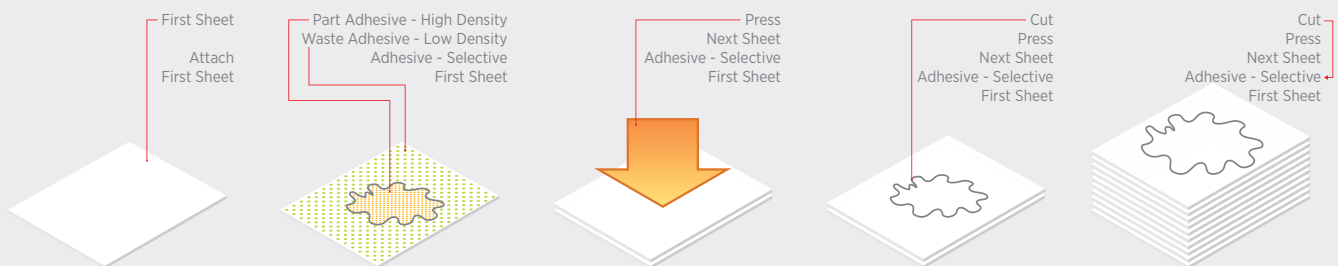 First Sheet
Attach
First Sheet
Part Adhesive - High Density
Waste Adhesive - Low Density
Adhesive - Selective
First Sheet
Press
Next Sheet
Adhesive - Selective
First Sheet
Cut
Press
Next Sheet
Adhesive - Selective
First Sheet
Cut
Press
Next Sheet
Adhesive - Selective
First Sheet